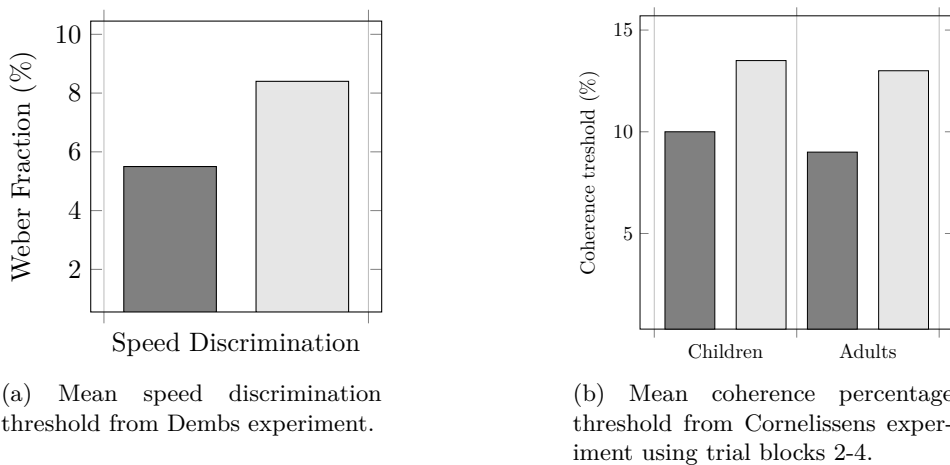 10
8
6
4
2
Weber Fraction (%)
Speed Discrimination
(a) Mean speed discrimination
threshold from Dembs experiment.
15
10
5
Coherence treshold (%)
Children Adults
(b) Mean coherence percentage
threshold from Cornelissens exper-
iment using trial blocks 2-4.